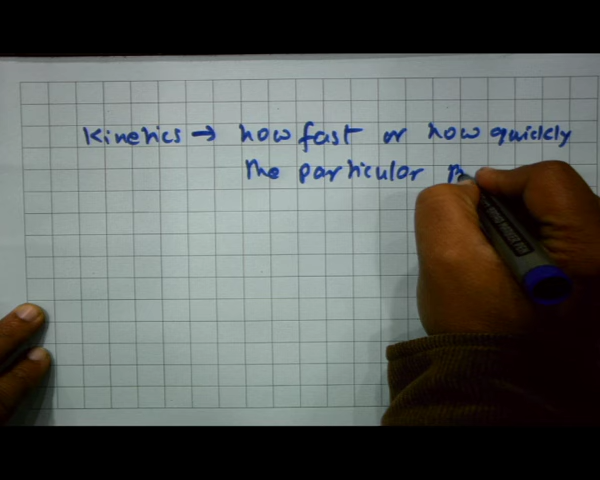 Kinetics → how fast or how quickly
the particular